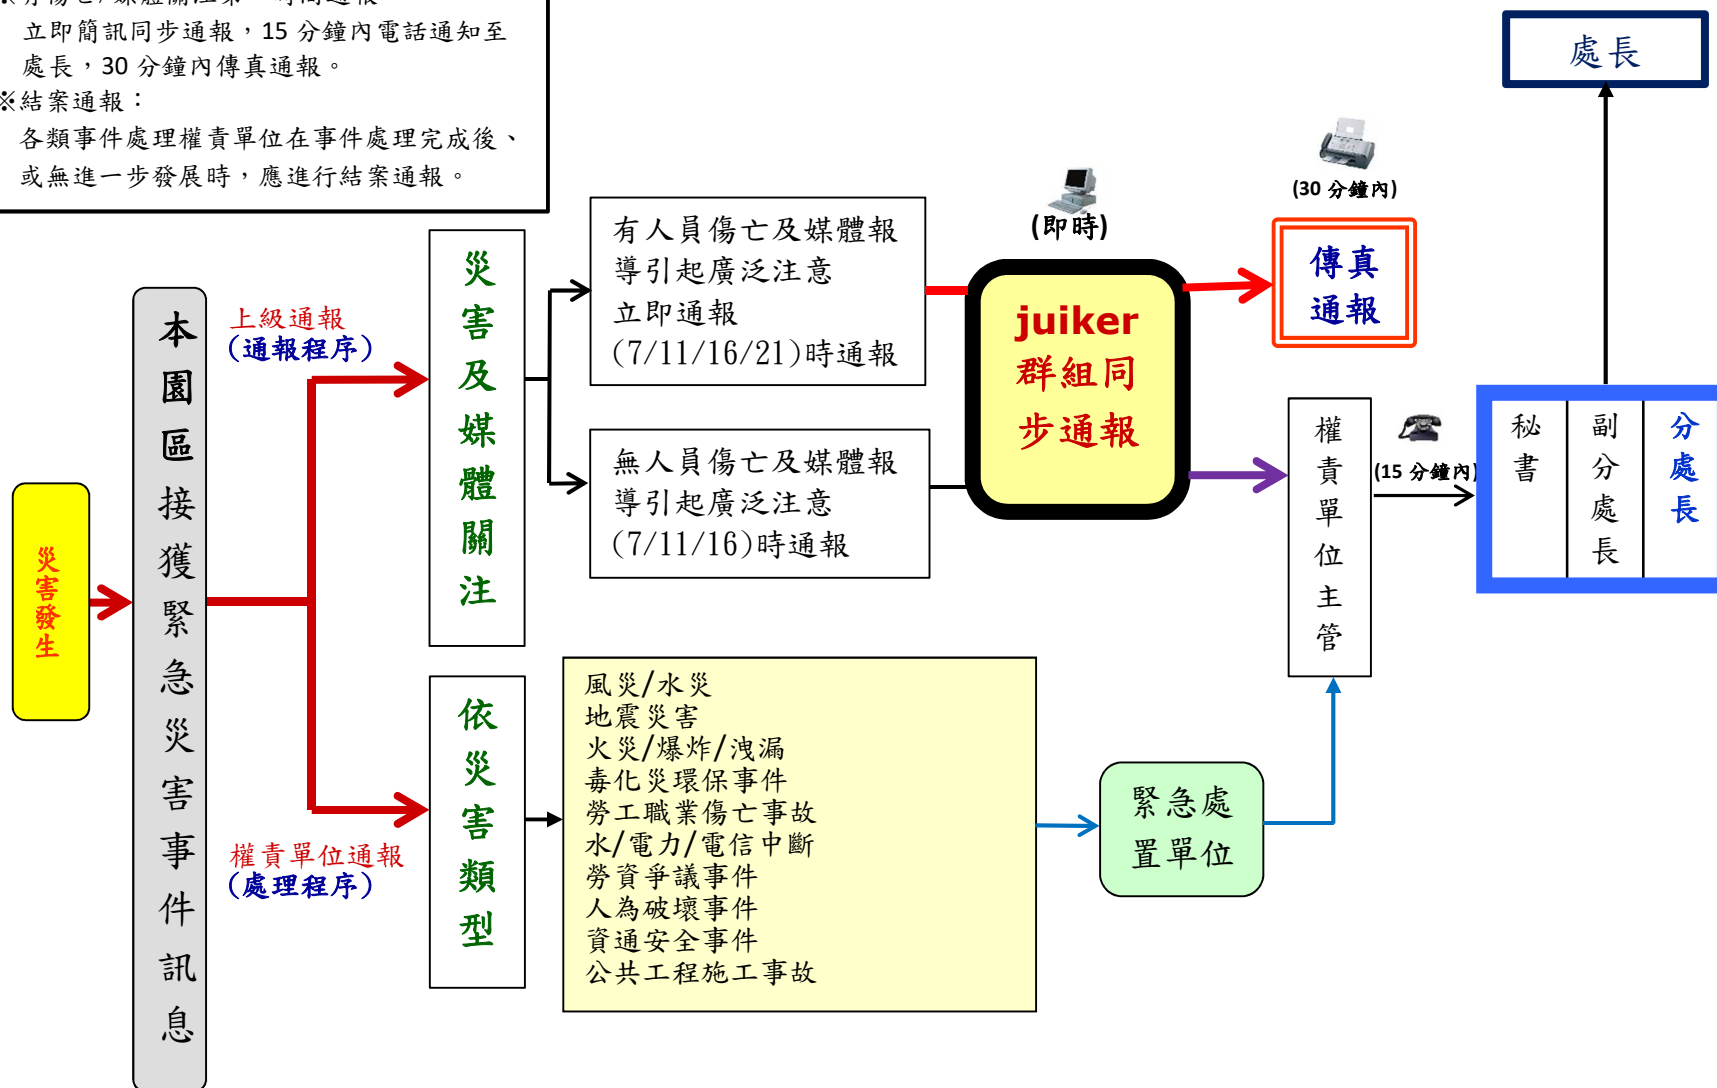 立即簡訊同步通報，15 分鐘內電話通知至
處長，30 分鐘內傳真通報。
※結案通報：
各類事件處理權責單位在事件處理完成後、
或無進一步發展時，應進行結案通報。
處長
(30 分鐘內)
傳真
通報
(即時)
juiker
群組同
步通報
有人員傷亡及媒體報
導引起廣泛注意
立即通報
(7/11/16/21)時通報
無人員傷亡及媒體報
導引起廣泛注意
(7/11/16)時通報
災害及媒體關注
上級通報
(通報程序)
本園區接獲緊急災害事件訊息
災害發生
權責單位通報
(處理程序)
依災害類型
風災/水災
地震災害
火災/爆炸/洩漏
毒化災環保事件
勞工職業傷亡事故
水/電力/電信中斷
勞資爭議事件
人為破壞事件
資通安全事件
公共工程施工事故
緊急處
置單位
權責單位主管
(15 分鐘內)
秘書
副分處長
分處長